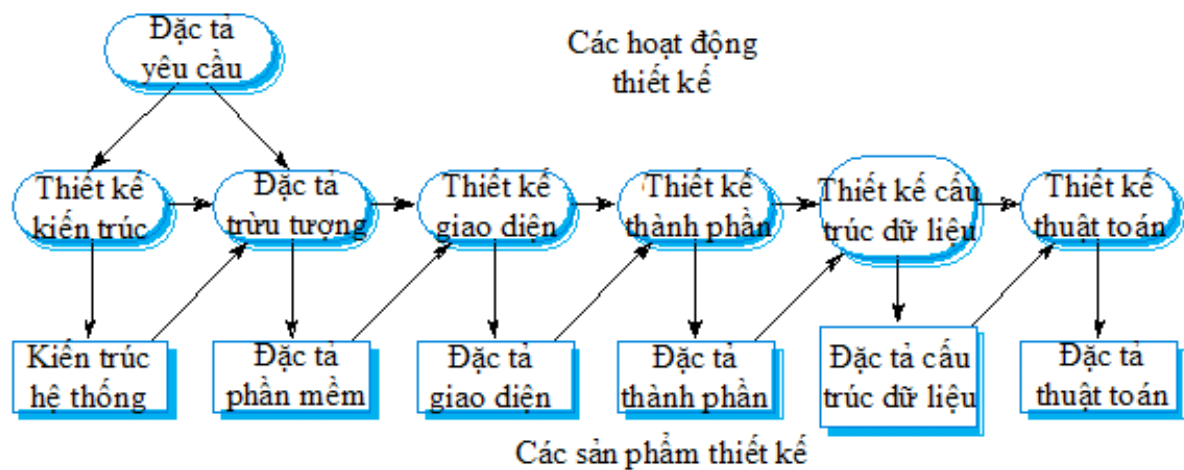 Đặc tả
yêu cầu
Các hoạt động
thiết kế
Thiết kế
kiến trúc
Đặc tả
trừu tượng
Thiết kế
giao diện
Thiết kế
thành phần
Thiết kế cấu
trúc dữ liệu
Thiết kế
thuật toán
Kiến trúc
hệ thống
Đặc tả
phần mềm
Đặc tả
giao diện
Đặc tả
thành phần
Đặc tả cấu
trúc dữ liệu
Đặc tả
thuật toán
Các sản phẩm thiết kế